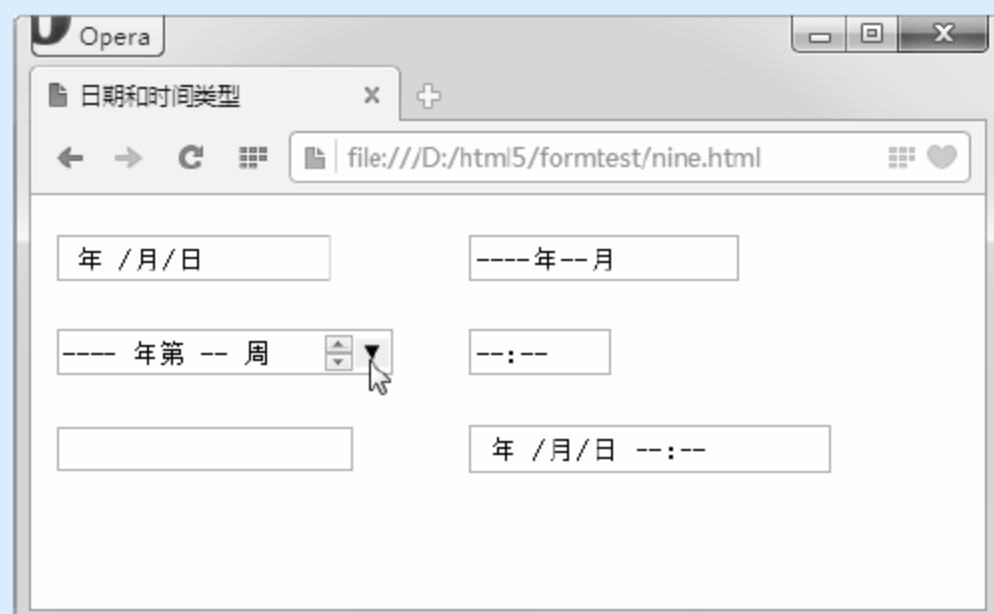 Opera
日期和时间类型
file:///D:/html5/formtest/nine.html
年 /月/日
----年--月
---- 年第 -- 周
--:--
年 /月/日 --:--